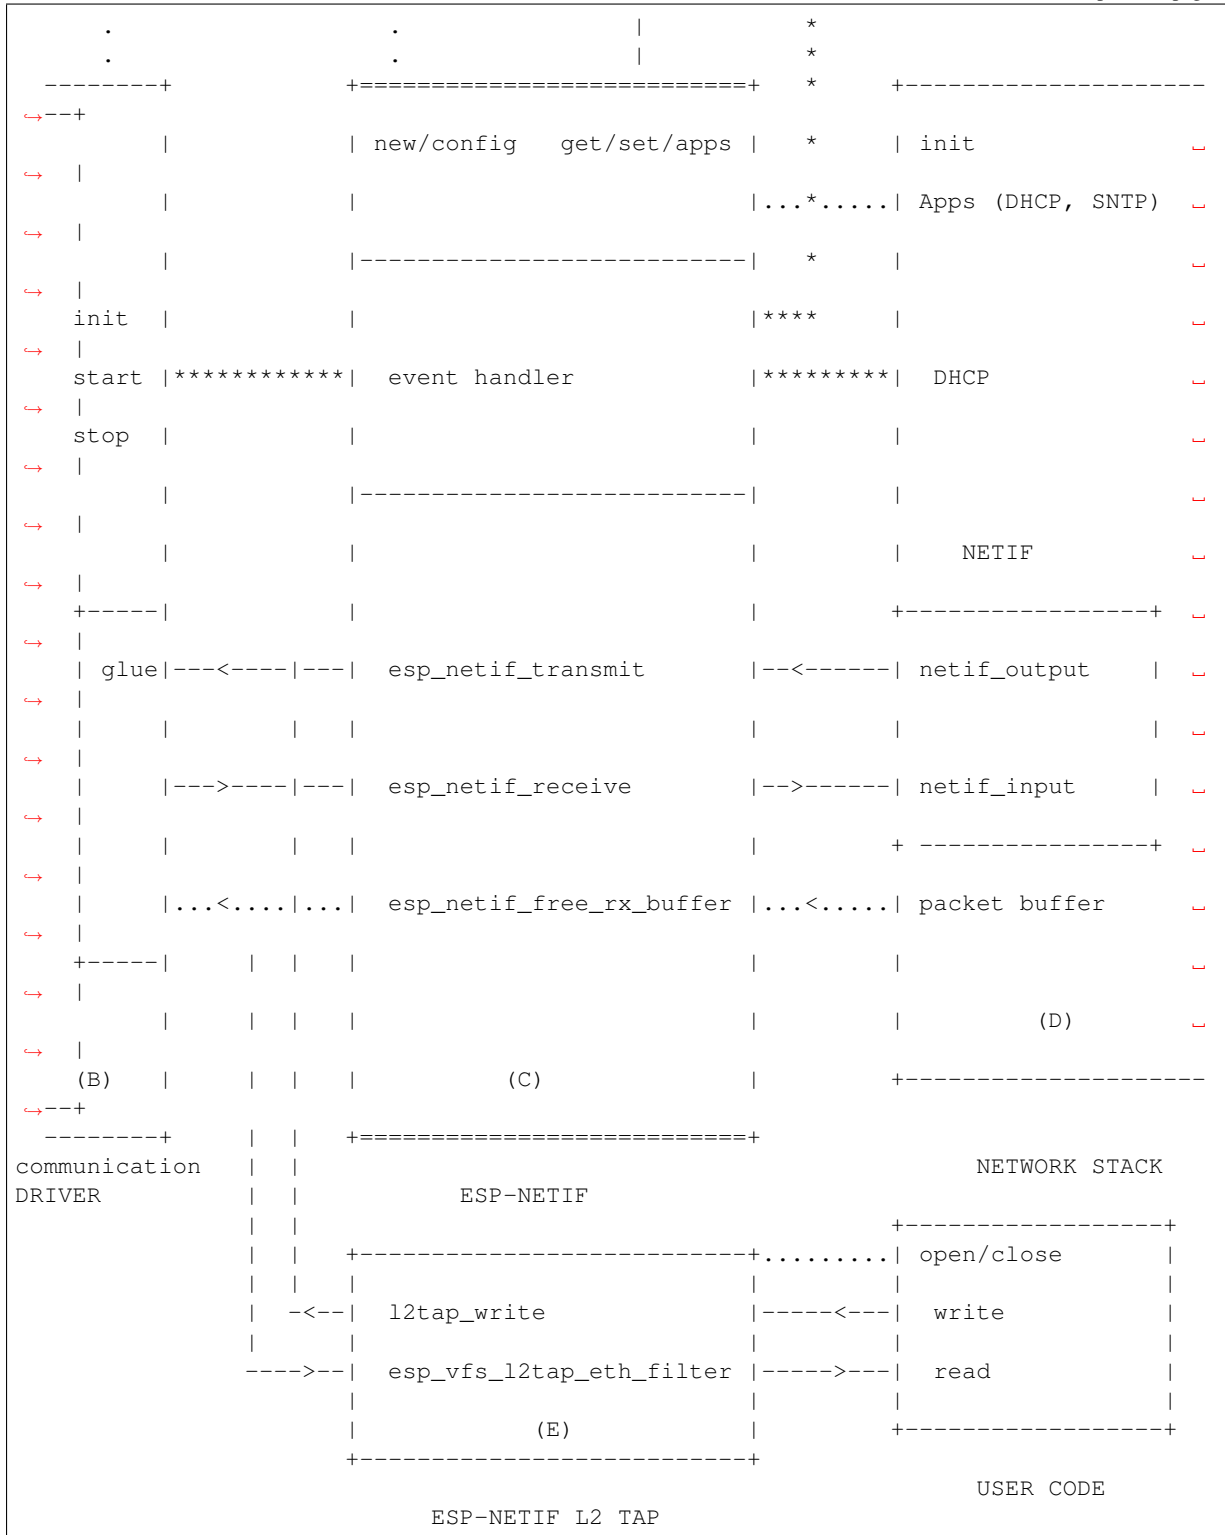 . . | *
. . | *
--------+ +===========================+ * +---------------------
↪--+
| | new/config get/set/apps | * | init ␣
↪ |
| | |...*.....| Apps (DHCP, SNTP) ␣
↪ |
| |---------------------------| * | ␣
↪ |
init | | |**** | ␣
↪ |
start |************| event handler |*********| DHCP ␣
↪ |
stop | | | | ␣
↪ |
| |---------------------------| | ␣
↪ |
| | | | NETIF ␣
↪ |
+-----| | | +-----------------+ ␣
↪ |
| glue|---<----|---| esp_netif_transmit |--<------| netif_output | ␣
↪ |
| | | | | | | ␣
↪ |
| |--->----|---| esp_netif_receive |-->------| netif_input | ␣
↪ |
| | | | | + ----------------+ ␣
↪ |
| |...<....|...| esp_netif_free_rx_buffer |...<.....| packet buffer ␣
↪ |
+-----| | | | | | ␣
↪ |
| | | | | | (D) ␣
↪ |
(B) | | | | (C) | +---------------------
↪--+
--------+ | | +===========================+
communication | | NETWORK STACK
DRIVER | | ESP-NETIF
| | +------------------+
| | +---------------------------+.........| open/close |
| | | | | |
| -<--| l2tap_write |-----<---| write |
| | | | |
---->--| esp_vfs_l2tap_eth_filter |----->---| read |
| | | |
| (E) | +------------------+
+---------------------------+
USER CODE
ESP-NETIF L2 TAP